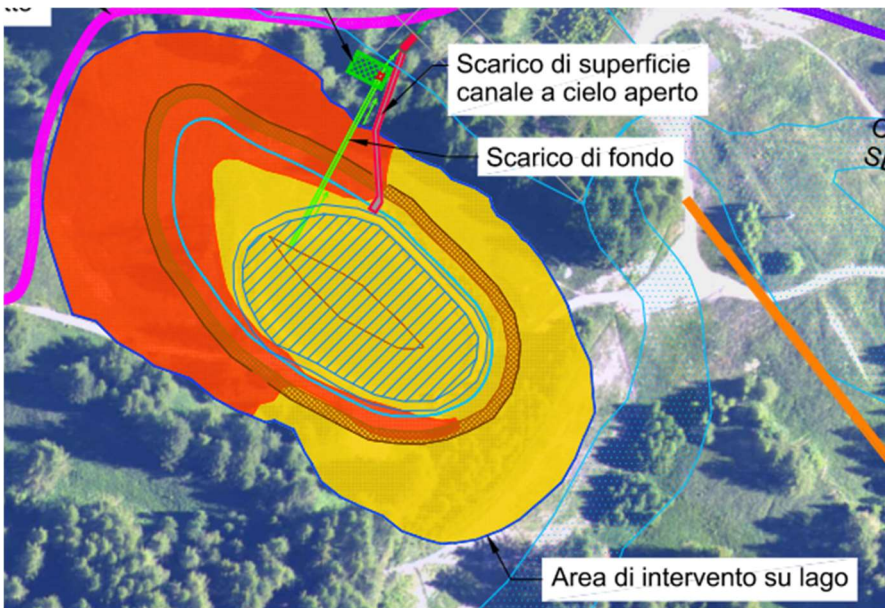 Scarico di superficie
canale a cielo aperto
Scarico di fondo
Area di intervento su lago